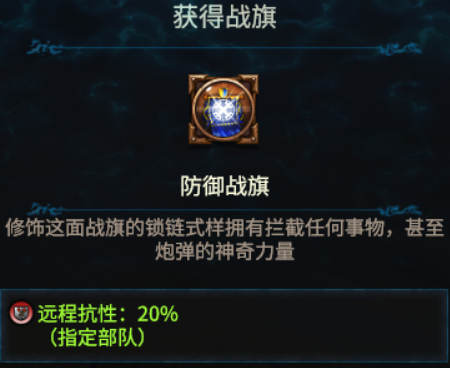 获得战旗
防御战旗
修饰这面战旗的锁链式样拥有拦截任何事物，甚至
炮弹的神奇力量
远程抗性：20%
（指定部队）